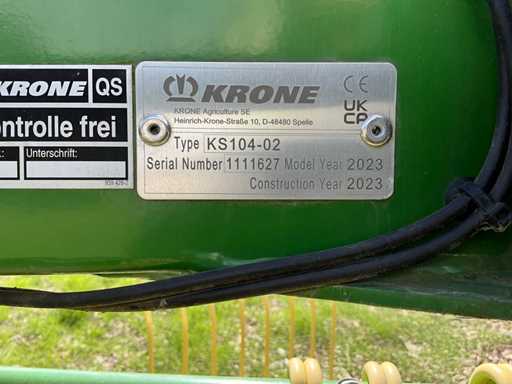 KRONE QS
ontrolle frei
Unterschrift:
KRONE
CE
KRONE Agriculture SE
Heinrich-Krone-Straße 10, D-48480 Spelle
UK
CA
Type KS104-02
Serial Number 1111627 Model Year 2023
Construction Year 2023